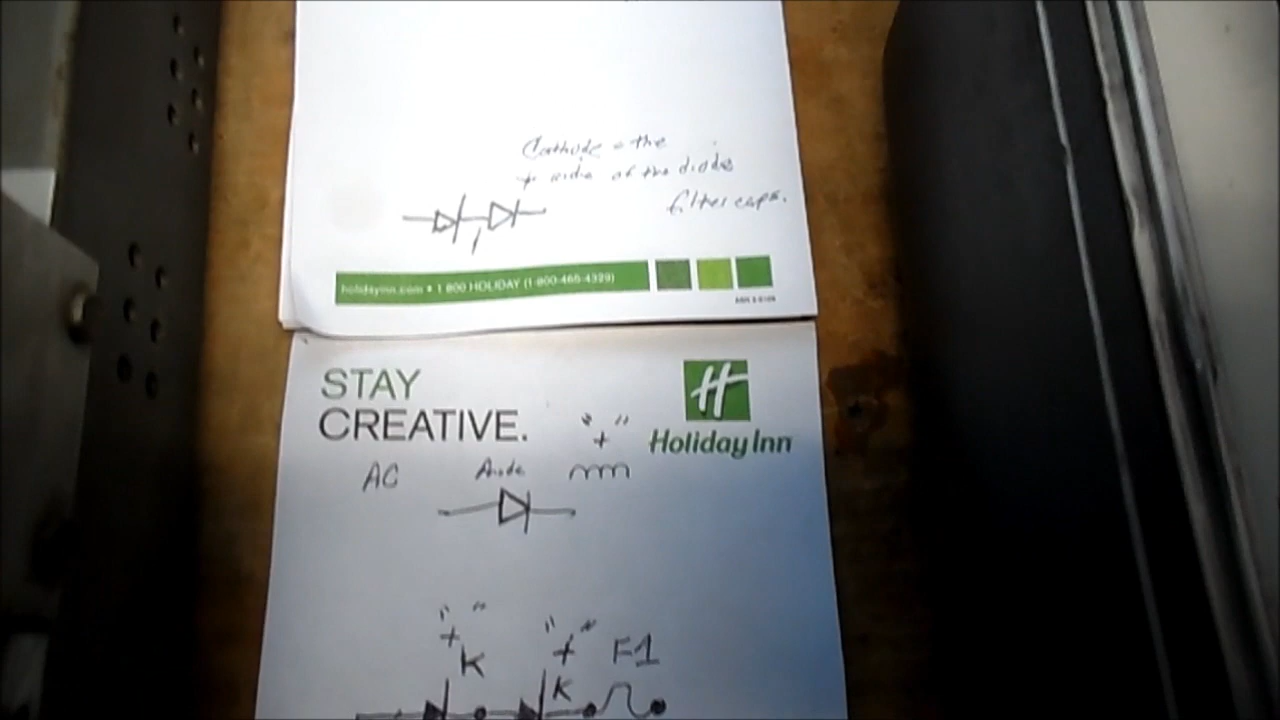 Cathode = the
+ side of the diode
filter caps.
holidayinn.com • 1 800 HOLIDAY (1-800-465-4329)
STAY
CREATIVE.
H
Holiday Inn
" + "
AC Anode
" + " " + " F1
K K